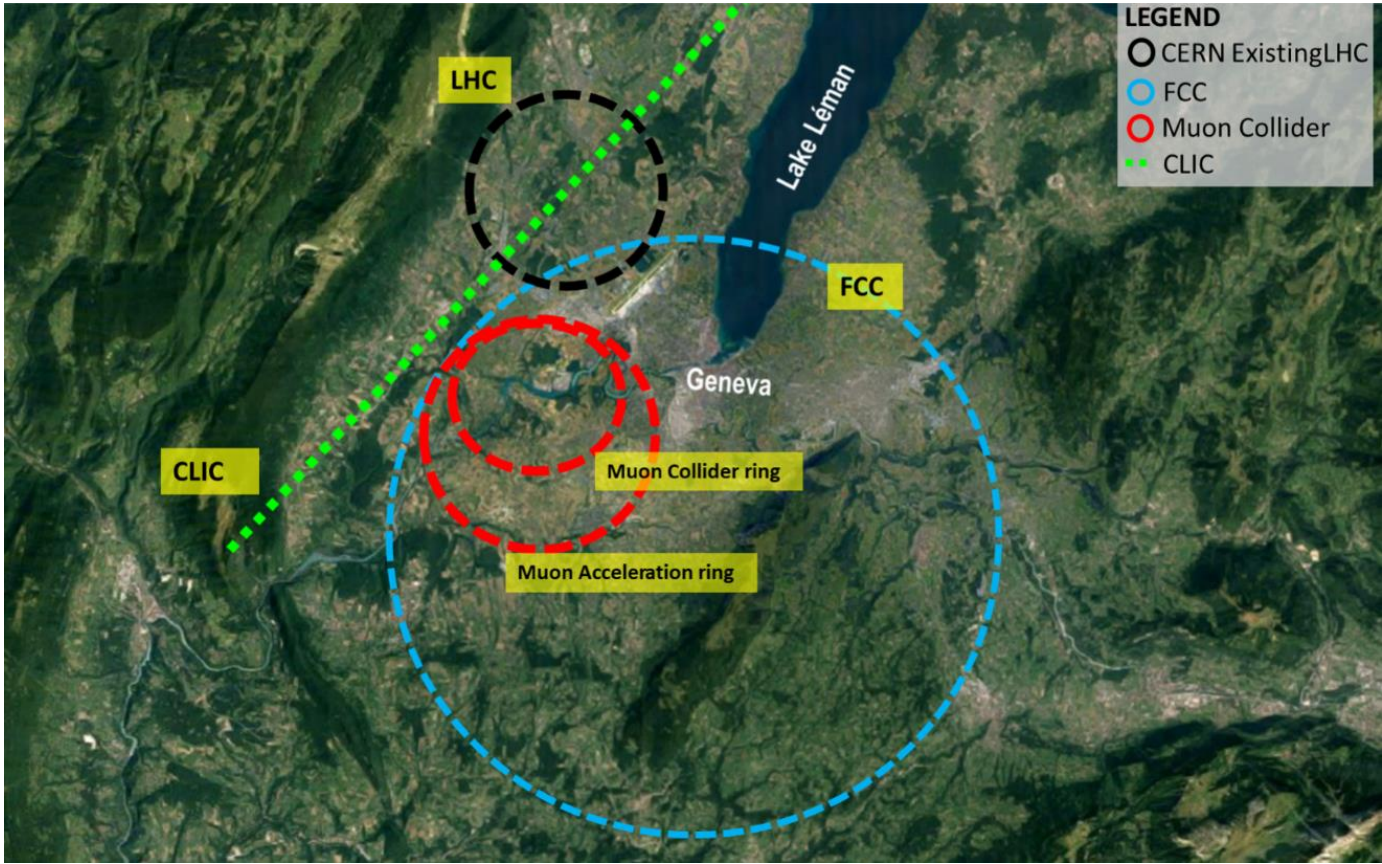 LEGEND
CERN ExistingLHC
FCC
Muon Collider
CLIC
LHC
Lake Léman
FCC
Geneva
CLIC
Muon Collider ring
Muon Acceleration ring